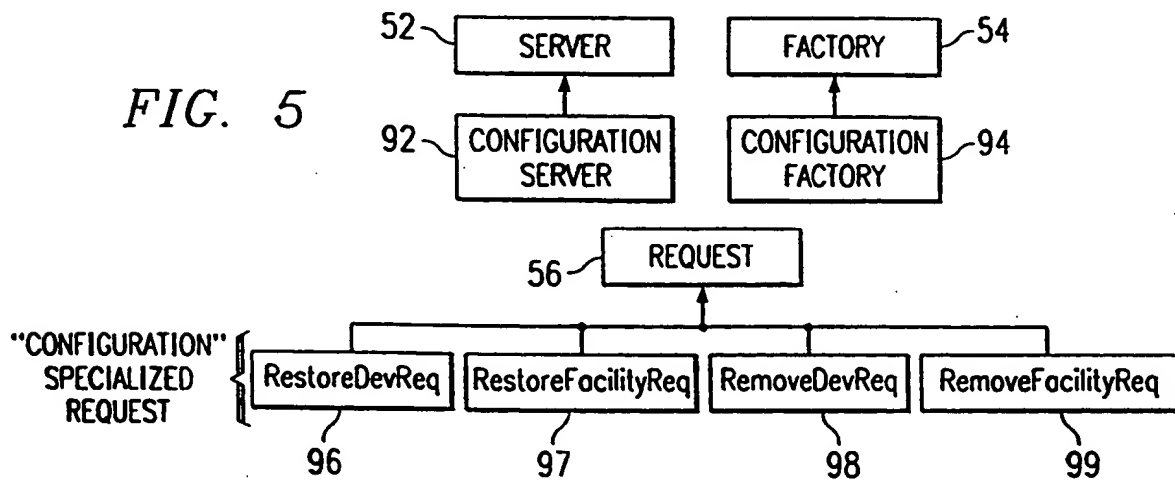 FIG. 5
52 SERVER
FACTORY 54
92 CONFIGURATION
SERVER
CONFIGURATION
FACTORY 94
REQUEST
56
"CONFIGURATION"
SPECIALIZED
REQUEST
RestoreDevReq RestoreFacilityReq RemoveDevReq RemoveFacilityReq
96 97 98 99